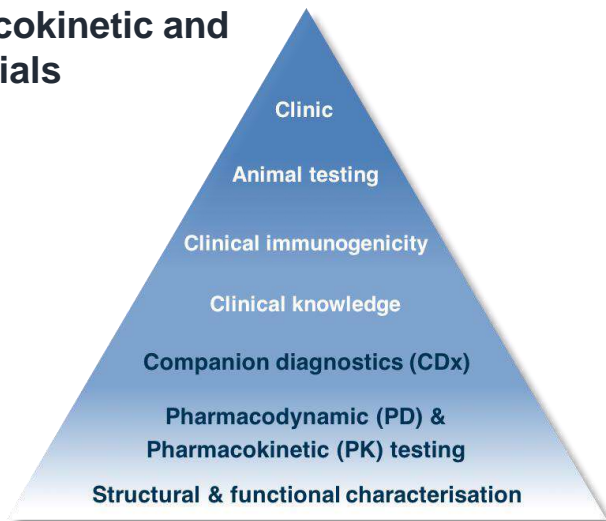 cokinetic and
ials
Clinic
Animal testing
Clinical immunogenicity
Clinical knowledge
Companion diagnostics (CDx)
Pharmacodynamic (PD) &
Pharmacokinetic (PK) testing
Structural & functional characterisation